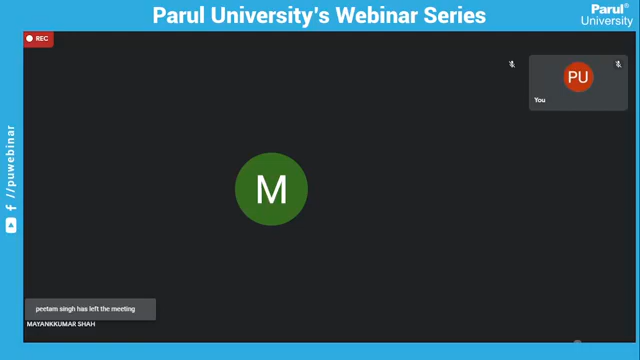 Parul University's Webinar Series
Parul®
University
REC
PU
You
M
//puwebinar
peetam singh has left the meeting
MAYANKKUMAR SHAH